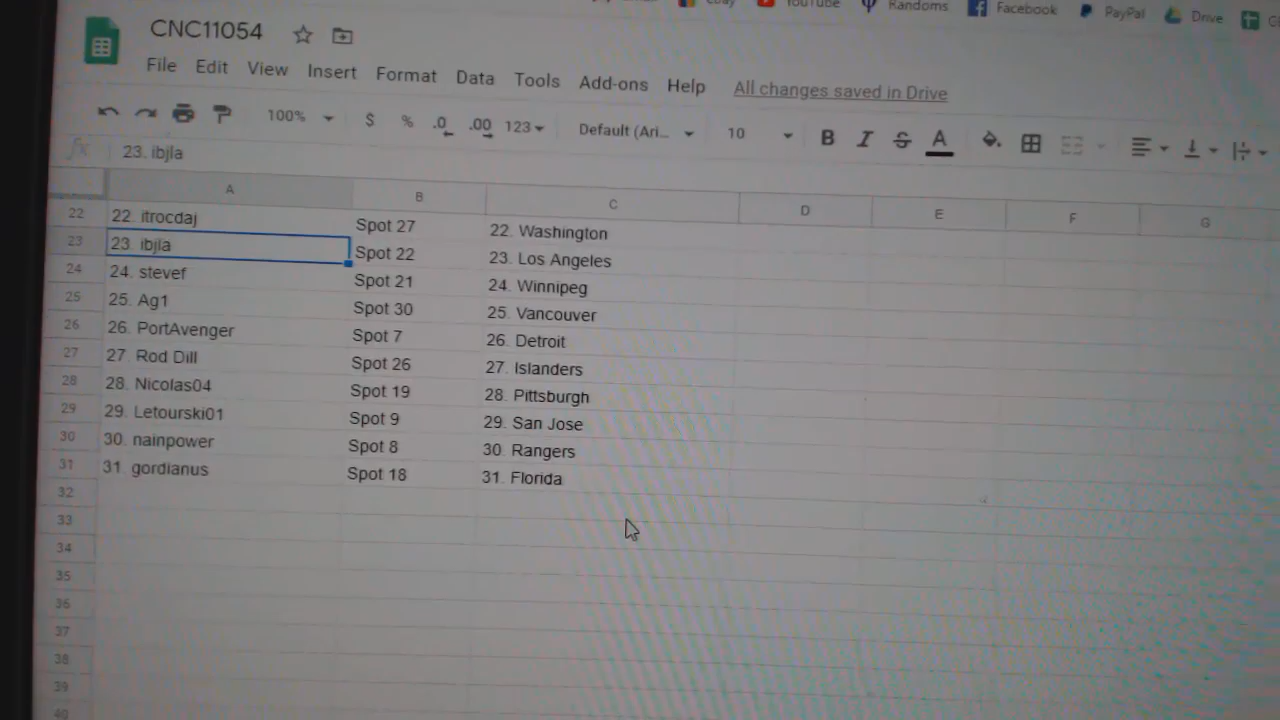 CNC11054
YouTube Randoms Facebook PayPal Drive
File Edit View Insert Format Data Tools Add-ons Help All changes saved in Drive
100% $ % .0 .00 123 Default (Ari... 10 B I S A
fx 23. ibjla
A B C D E F G
22 22. itrocdaj Spot 27 22. Washington
23 23. ibjla Spot 22 23. Los Angeles
24 24. stevef Spot 21 24. Winnipeg
25 25. Ag1 Spot 30 25. Vancouver
26 26. PortAvenger Spot 7 26. Detroit
27 27. Rod Dill Spot 26 27. Islanders
28 28. Nicolas04 Spot 19 28. Pittsburgh
29 29. Letourski01 Spot 9 29. San Jose
30 30. nainpower Spot 8 30. Rangers
31 31. gordianus Spot 18 31. Florida
32
33
34
35
36
37
38
39
40